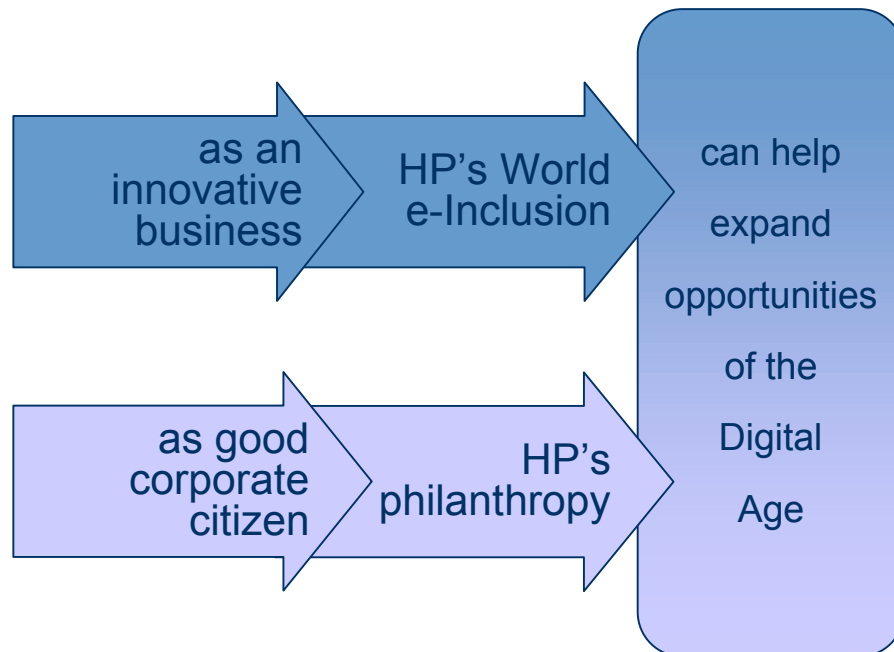 as an
innovative
business
HP's World
e-Inclusion
as good
corporate
citizen
HP's
philanthropy
can help
expand
opportunities
of the
Digital
Age